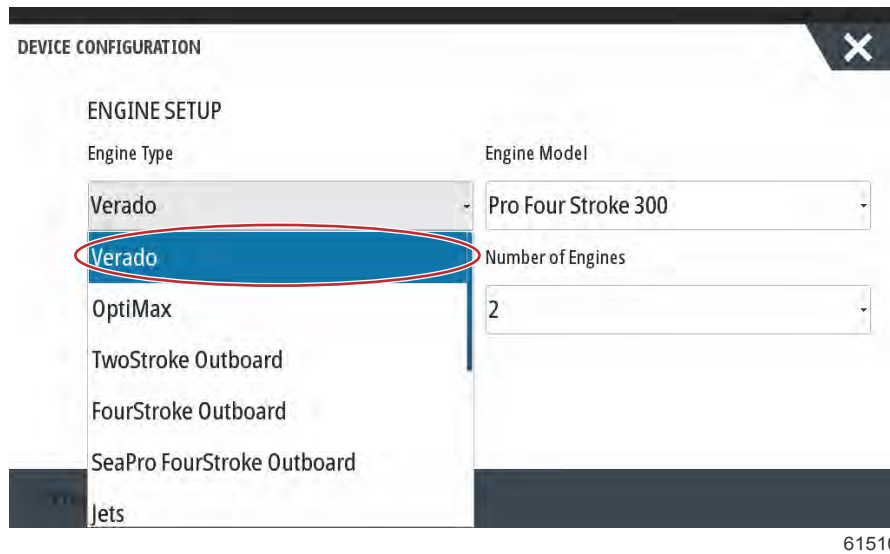 DEVICE CONFIGURATION
ENGINE SETUP
Engine Type
Engine Model
Verado
Pro Four Stroke 300
Verado
Number of Engines
OptiMax
2
TwoStroke Outboard
FourStroke Outboard
SeaPro FourStroke Outboard
Jets